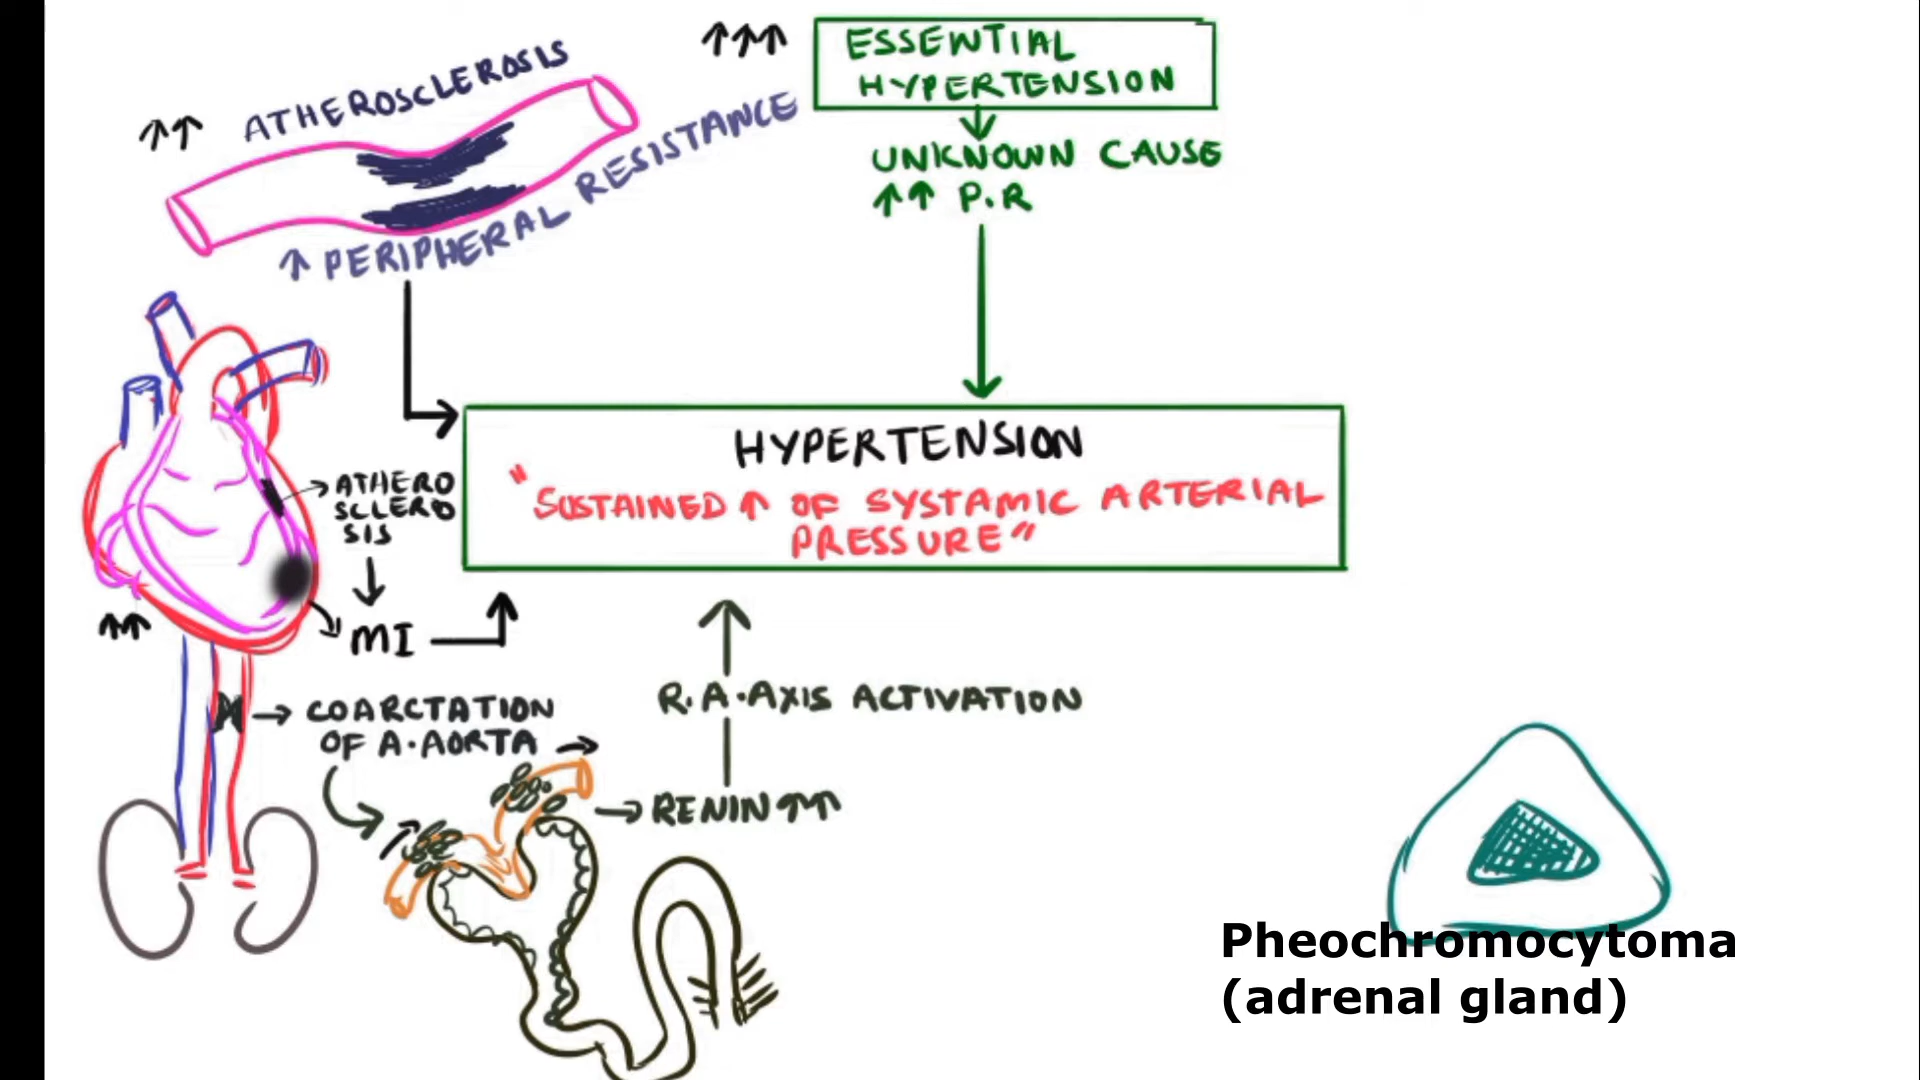 ↑↑ ATHEROSCLEROSIS
↑ PERIPHERAL RESISTANCE
↑↑↑ ESSENTIAL
HYPERTENSION
UNKNOWN CAUSE
↑↑ P.R
HYPERTENSION
"SUSTAINED ↑ OF SYSTAMIC ARTERIAL
PRESSURE"
ATHERO
SCLERO
SIS
↑↑
MI
COARCTATION
OF A.AORTA
R.A.AXIS ACTIVATION
RENIN ↑↑↑
Pheochromocytoma
(adrenal gland)